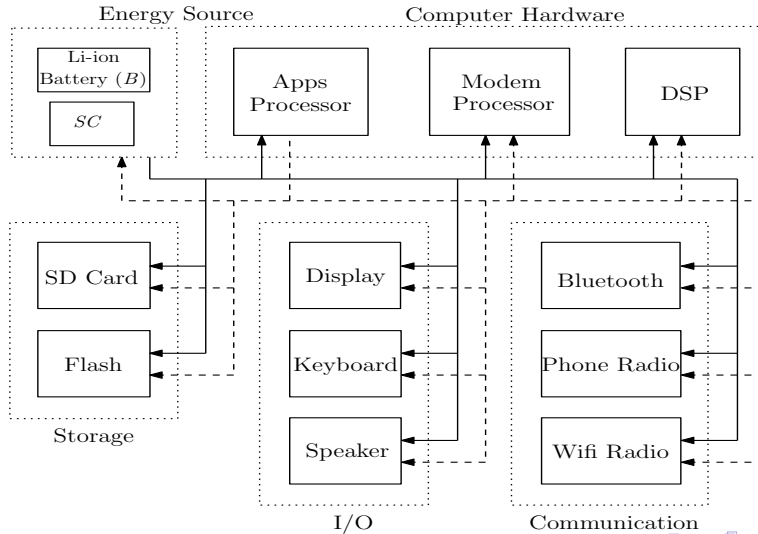 Energy Source
Computer Hardware
Li-ion
Battery (B)
SC
Apps
Processor
Modem
Processor
DSP
SD Card
Flash
Storage
Display
Keyboard
Speaker
I/O
Bluetooth
Phone Radio
Wifi Radio
Communication